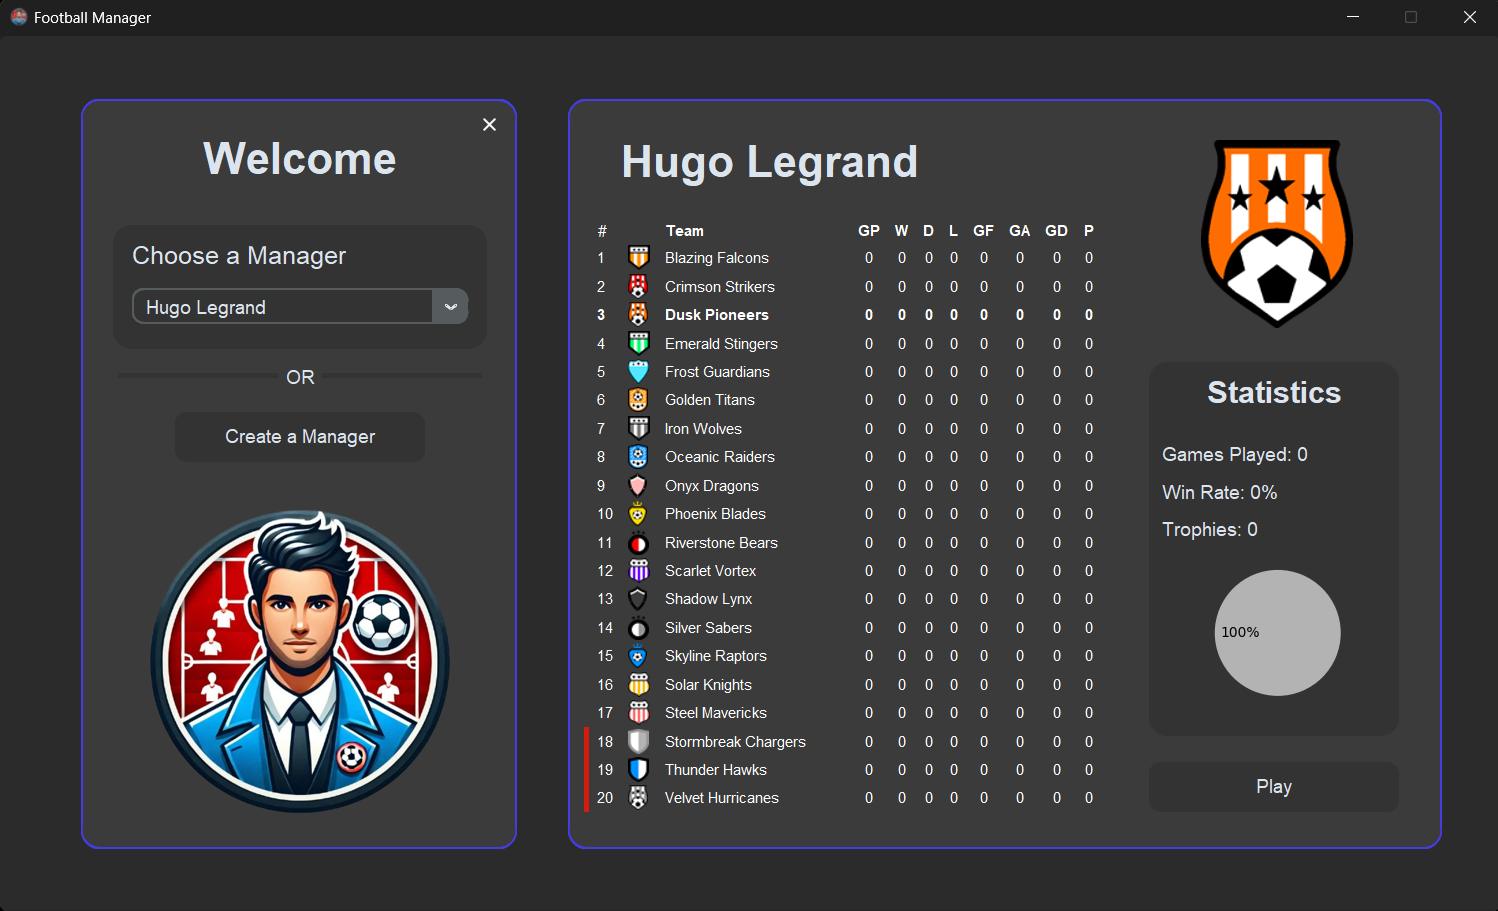 Football Manager
Welcome
Choose a Manager
Hugo Legrand
OR
Create a Manager
Hugo Legrand
# Team GP W D L GF GA GD P
1 Blazing Falcons 0 0 0 0 0 0 0 0
2 Crimson Strikers 0 0 0 0 0 0 0 0
3 Dusk Pioneers 0 0 0 0 0 0 0 0
4 Emerald Stingers 0 0 0 0 0 0 0 0
5 Frost Guardians 0 0 0 0 0 0 0 0
6 Golden Titans 0 0 0 0 0 0 0 0
7 Iron Wolves 0 0 0 0 0 0 0 0
8 Oceanic Raiders 0 0 0 0 0 0 0 0
9 Onyx Dragons 0 0 0 0 0 0 0 0
10 Phoenix Blades 0 0 0 0 0 0 0 0
11 Riverstone Bears 0 0 0 0 0 0 0 0
12 Scarlet Vortex 0 0 0 0 0 0 0 0
13 Shadow Lynx 0 0 0 0 0 0 0 0
14 Silver Sabers 0 0 0 0 0 0 0 0
15 Skyline Raptors 0 0 0 0 0 0 0 0
16 Solar Knights 0 0 0 0 0 0 0 0
17 Steel Mavericks 0 0 0 0 0 0 0 0
18 Stormbreak Chargers 0 0 0 0 0 0 0 0
19 Thunder Hawks 0 0 0 0 0 0 0 0
20 Velvet Hurricanes 0 0 0 0 0 0 0 0
Statistics
Games Played: 0
Win Rate: 0%
Trophies: 0
100%
Play